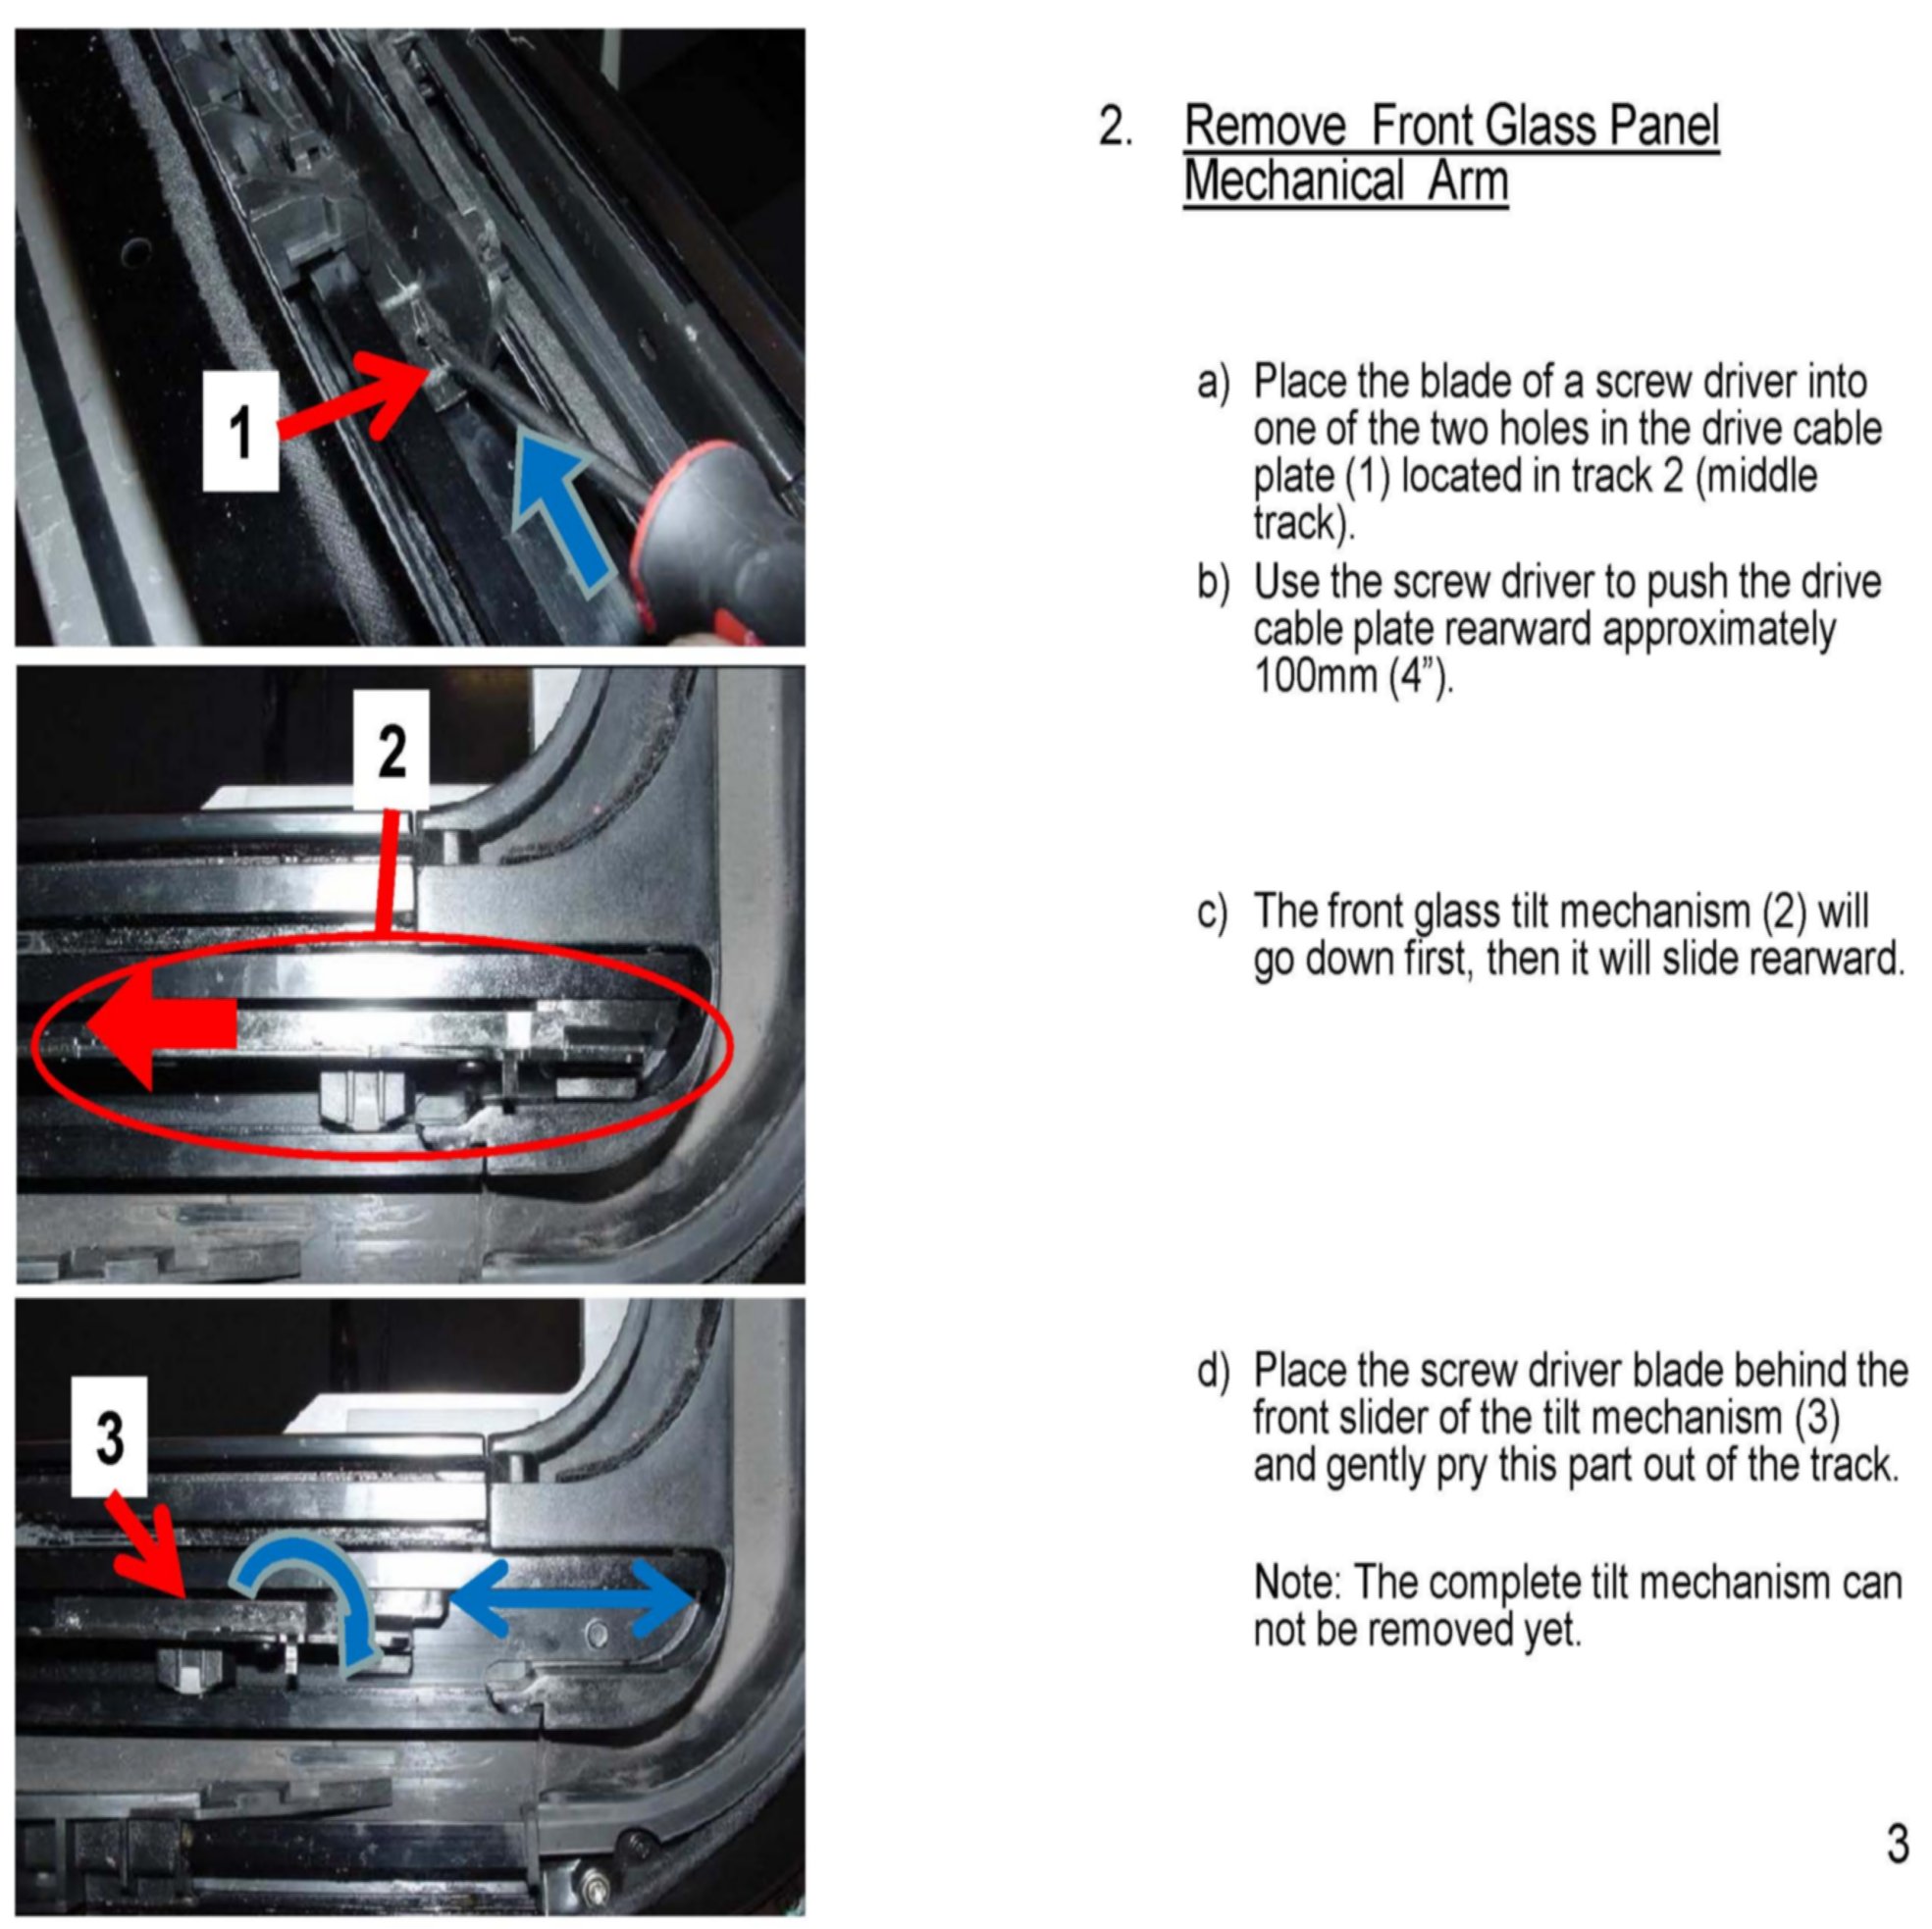 2. Remove Front Glass Panel
Mechanical Arm
1
a) Place the blade of a screw driver into
one of the two holes in the drive cable
plate (1) located in track 2 (middle
track).
b) Use the screw driver to push the drive
cable plate rearward approximately
100mm (4”).
2
c) The front glass tilt mechanism (2) will
go down first, then it will slide rearward.
3
d) Place the screw driver blade behind the
front slider of the tilt mechanism (3)
and gently pry this part out of the track.
Note: The complete tilt mechanism can
not be removed yet.
3